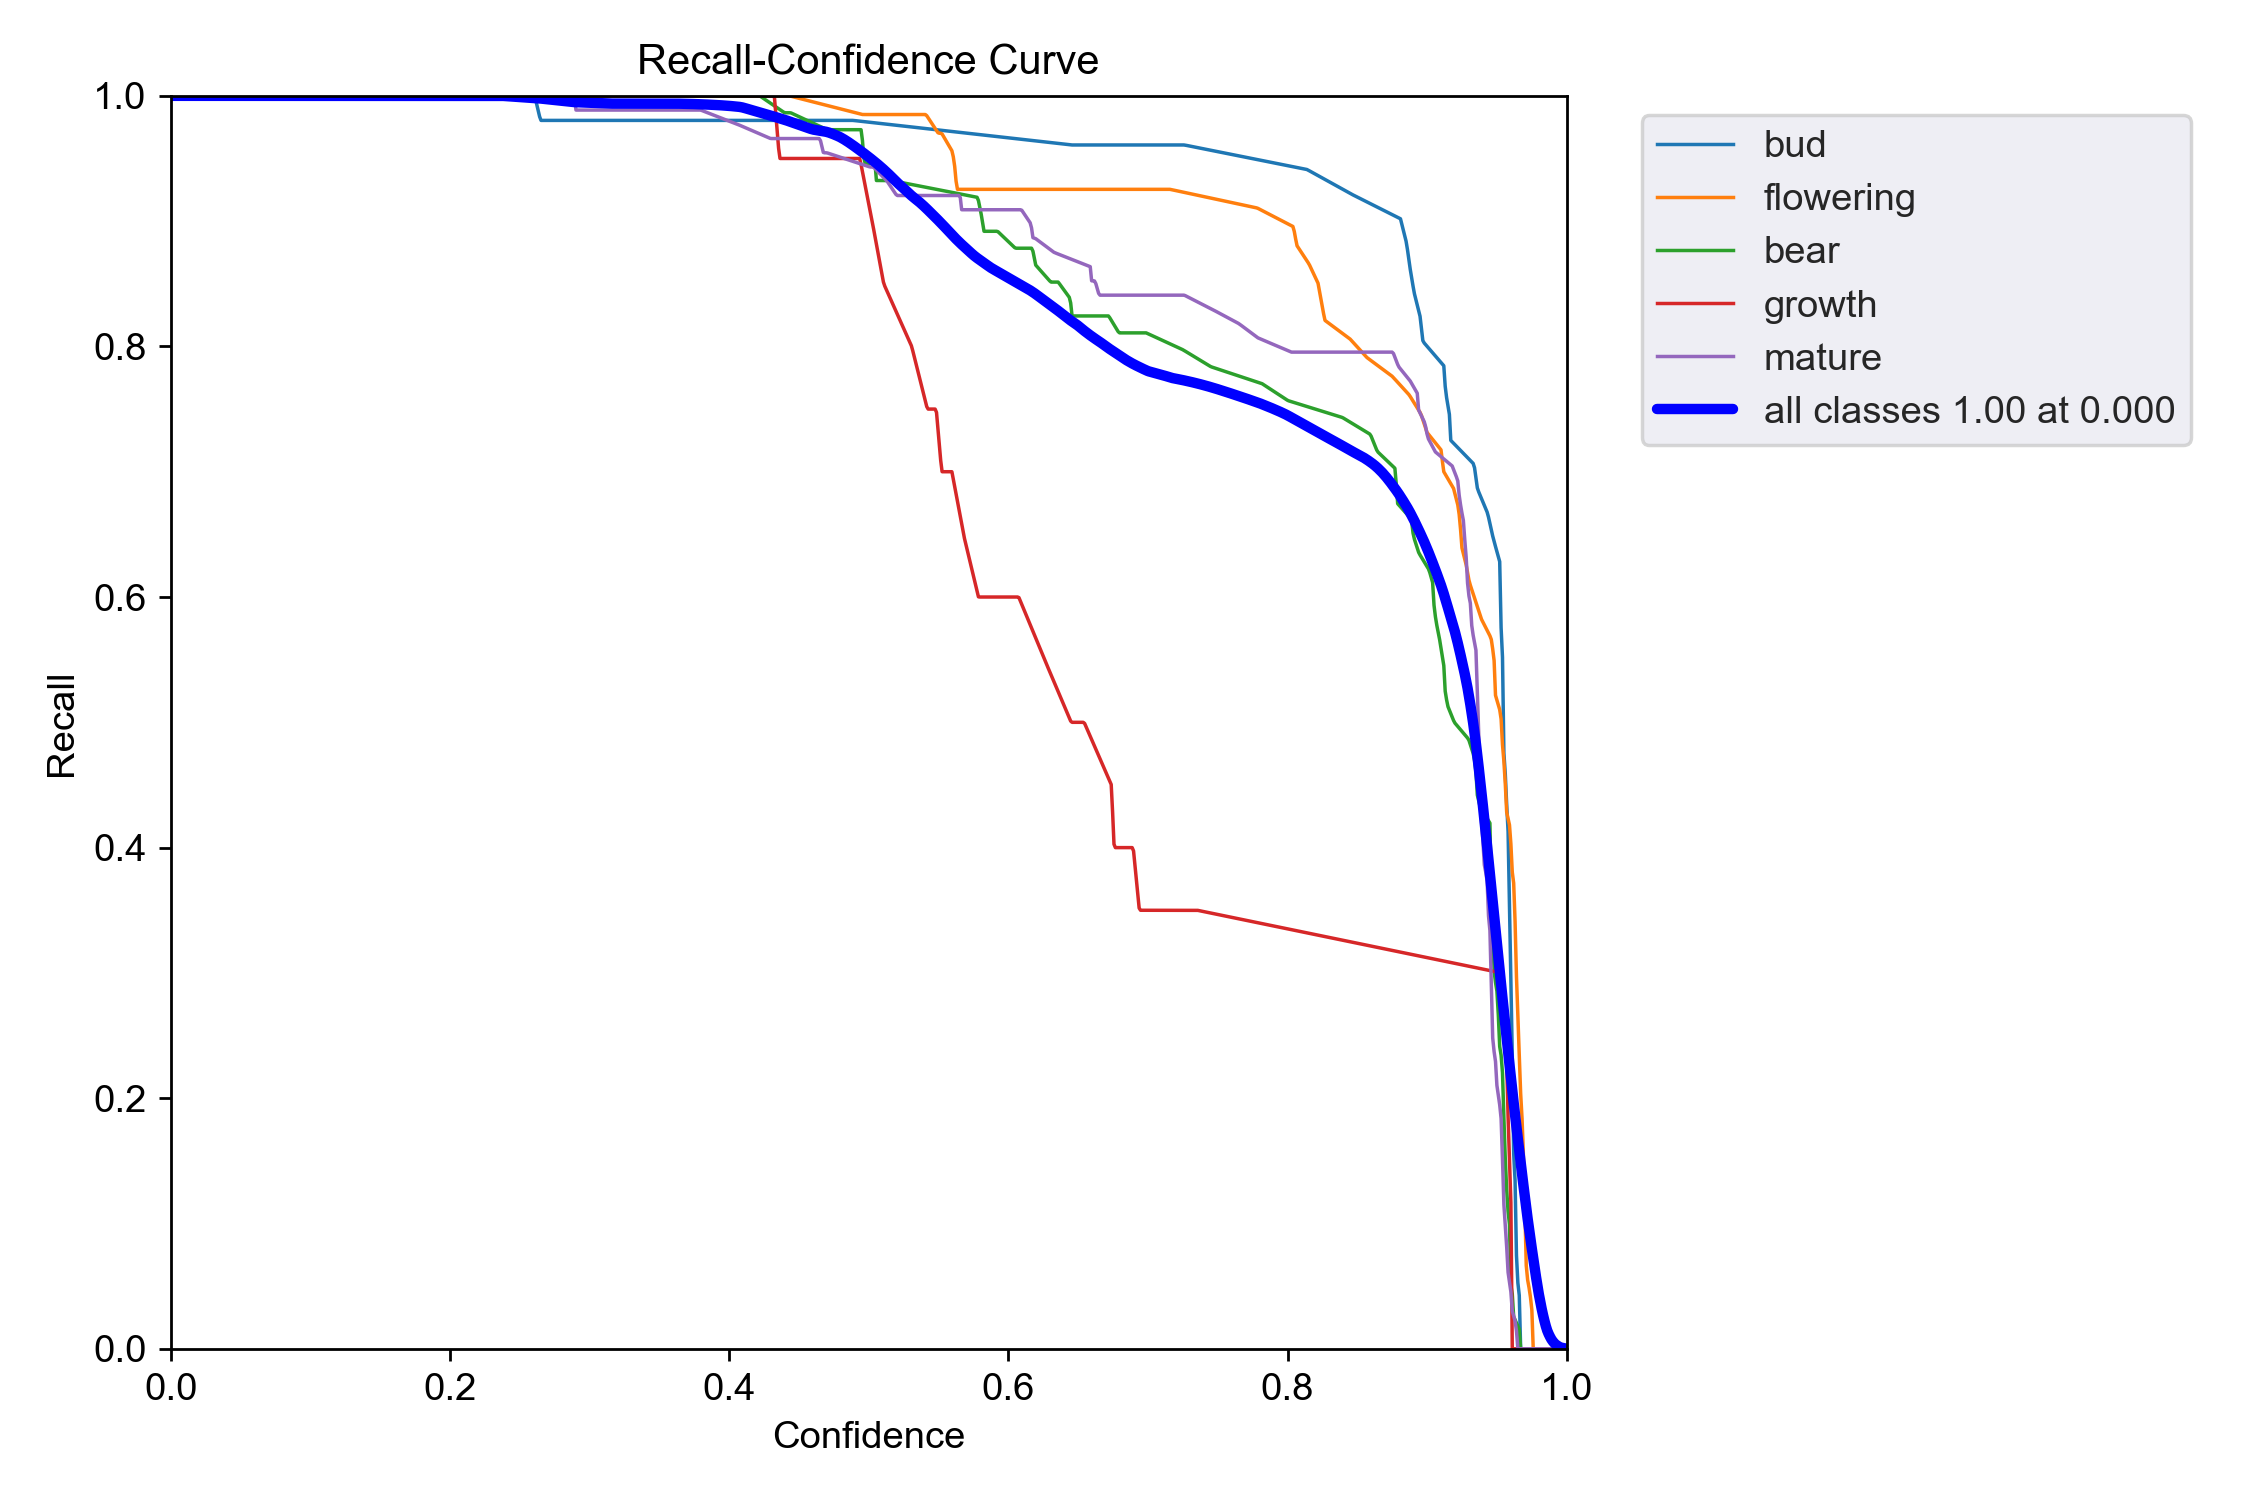 Recall-Confidence Curve
1.0
0.8
0.6
0.4
0.2
0.0
Recall
0.0 0.2 0.4 0.6 0.8 1.0
Confidence
bud
flowering
bear
growth
mature
all classes 1.00 at 0.000